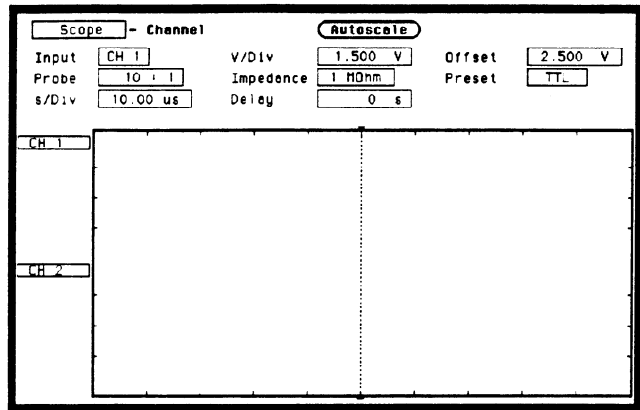 Scope - Channel Autoscale
Input CH 1 V/Div 1.500 V Offset 2.500 V
Probe 10 : 1 Impedance 1 MOhm Preset TTL
s/Div 10.00 us Delay 0 s
CH 1
CH 2